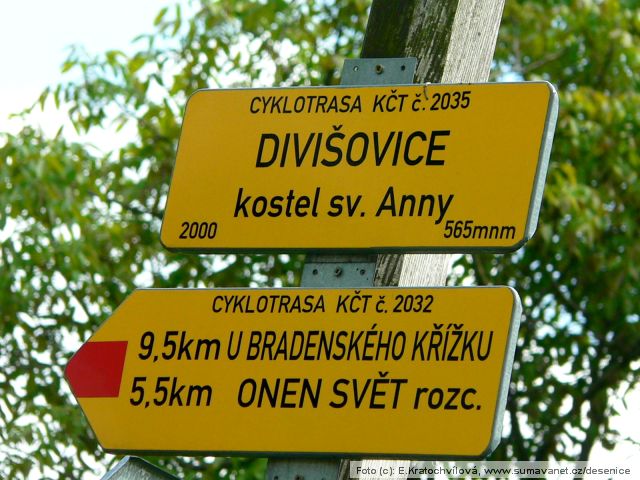 CYKLOTRASA KČT č. 2035
DIVIŠOVICE
kostel sv. Anny
2000 565mnm
CYKLOTRASA KČT č. 2032
9,5km U BRADENSKÉHO KŘÍŽKU
5,5km ONEN SVĚT rozc.
Foto (c): E.Kratochvílová, www.sumavanet.cz/desenice